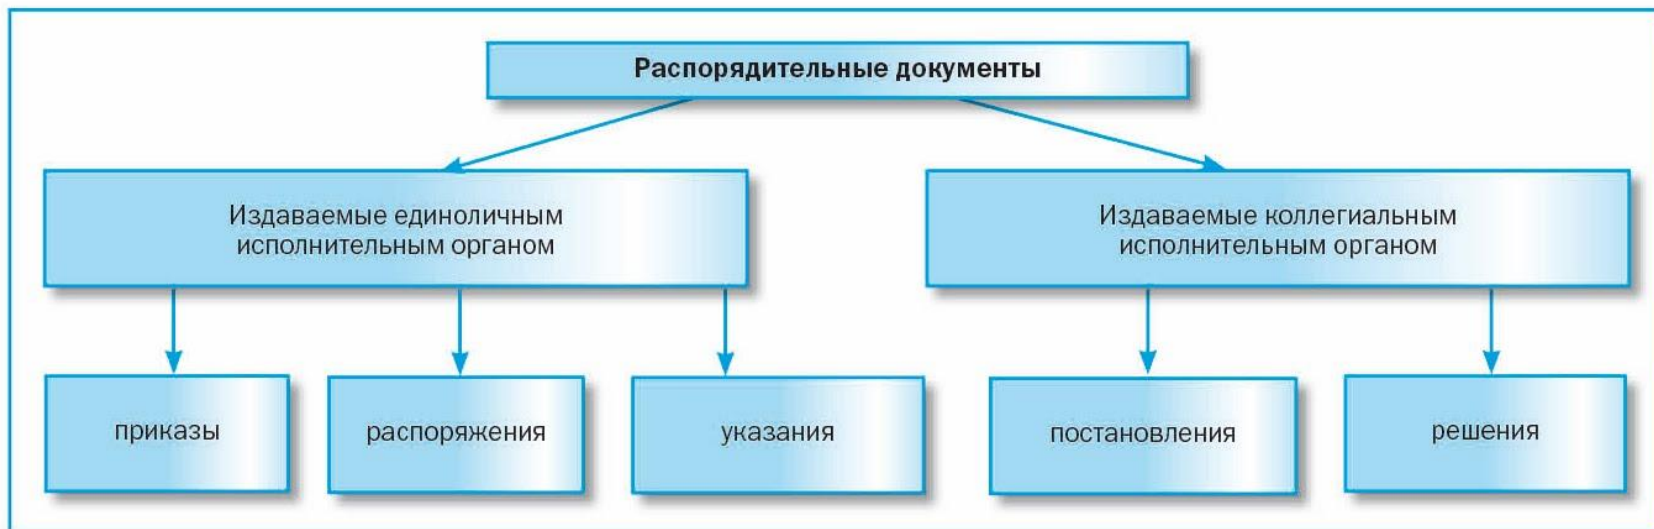 Распорядительные документы
Издаваемые единоличным
исполнительным органом
Издаваемые коллегиальным
исполнительным органом
приказы
распоряжения
указания
постановления
решения